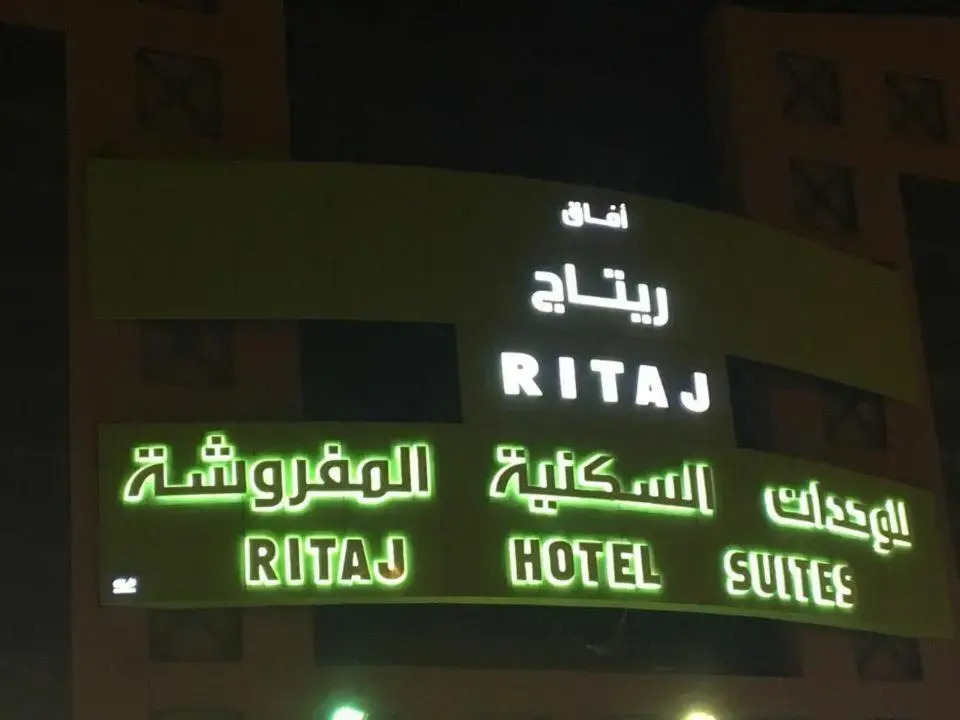 أفاق
ريتاج
RITAJ
للوحدات السكنية المفروشة
RITAJ HOTEL SUITES